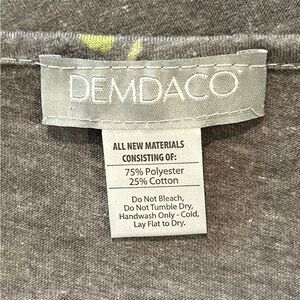 DEMDACO®
ALL NEW MATERIALS
CONSISTING OF:
75% Polyester
25% Cotton
Do Not Bleach,
Do Not Tumble Dry,
Handwash Only - Cold,
Lay Flat to Dry.